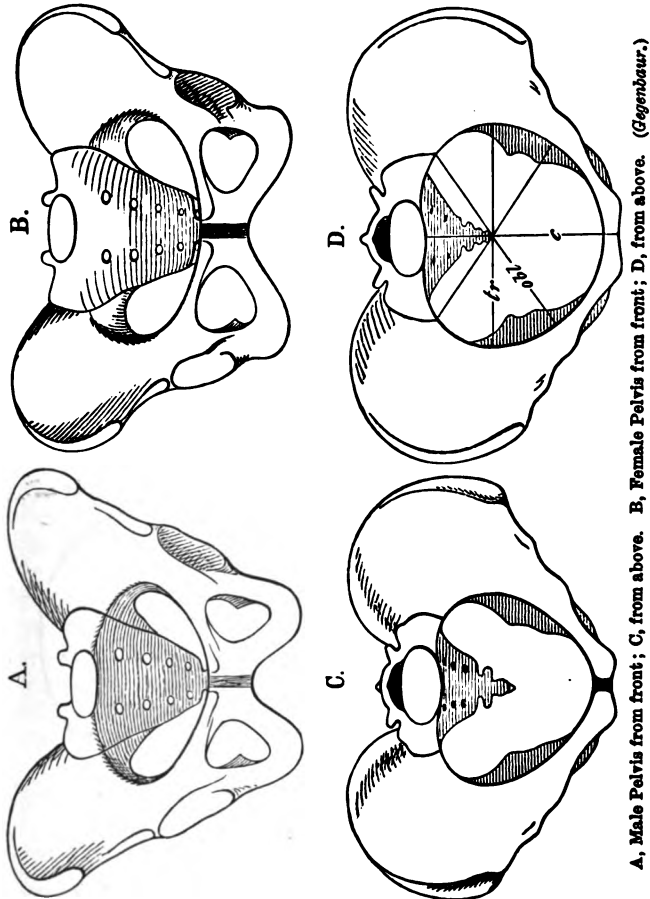 A.
B.
C.
D.
tr
obl
c
A, Male Pelvis from front; C, from above. B, Female Pelvis from front; D, from above. (Gegenbaur.)